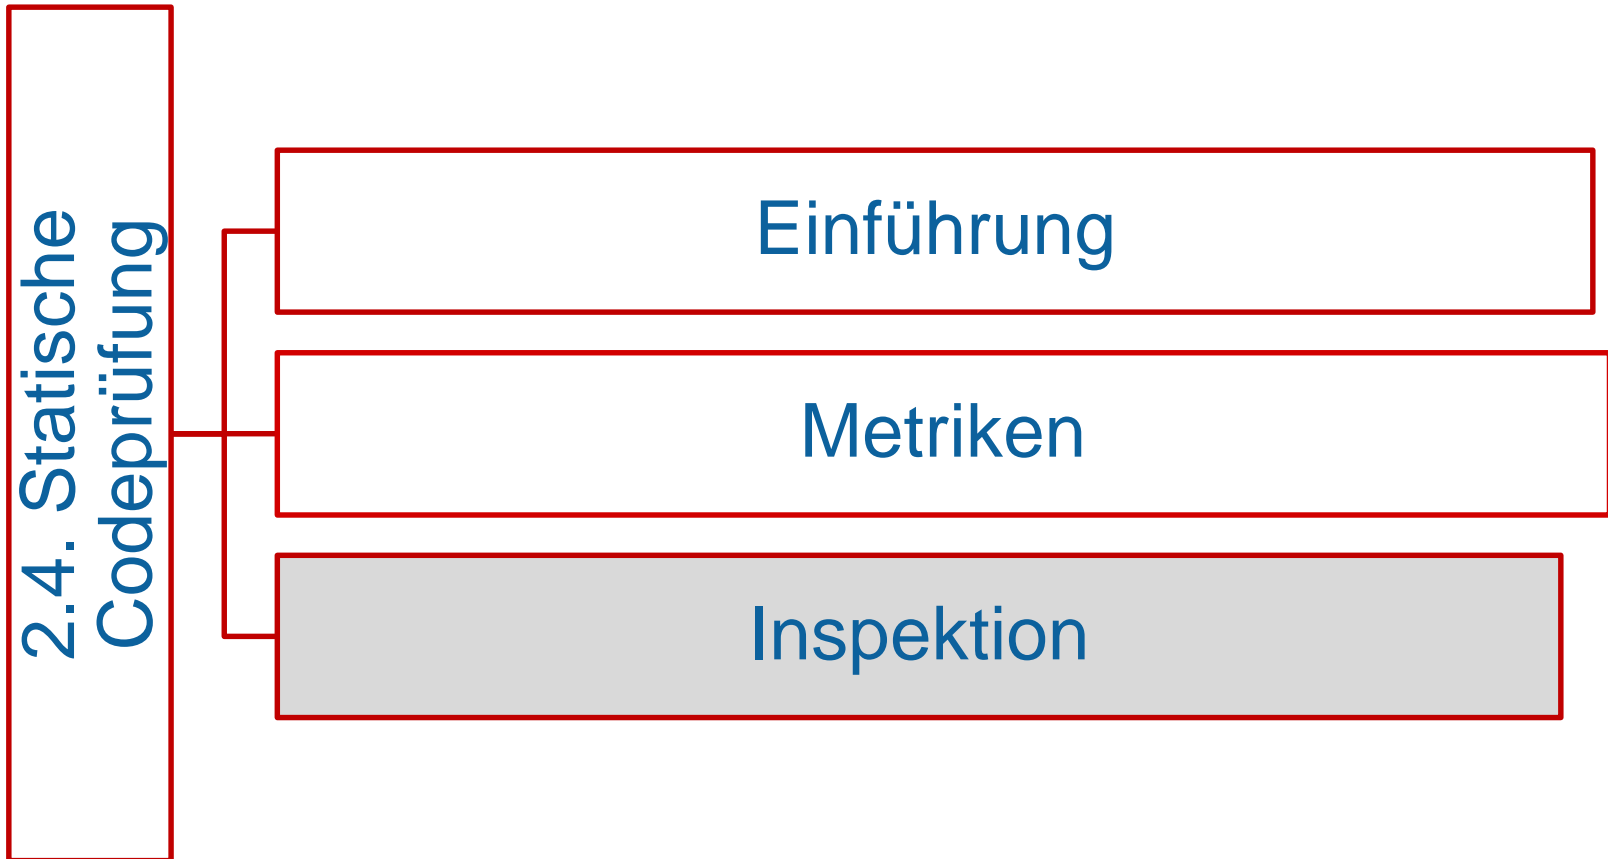 2.4. Statische
Codeprüfung
Einführung
Metriken
Inspektion